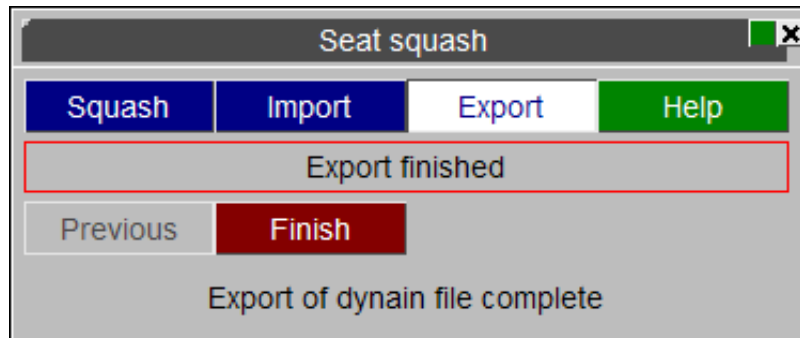 Seat squash
Squash Import Export Help
Export finished
Previous Finish
Export of dynain file complete